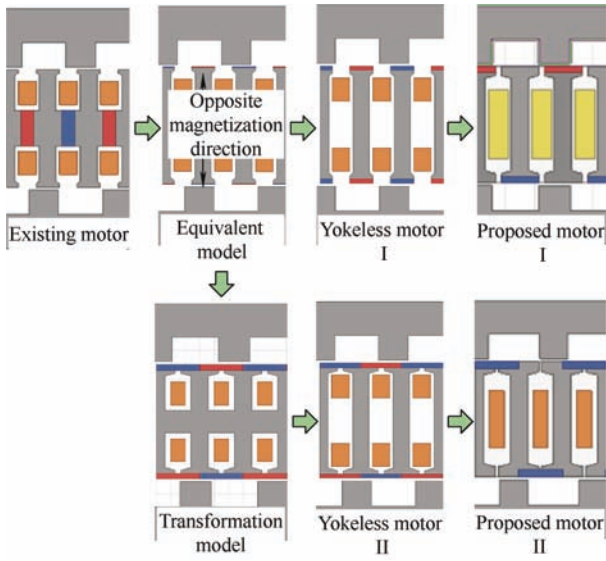 Opposite
magnetization
direction
Existing motor
Equivalent
model
Yokeless motor
I
Proposed motor
I
Transformation
model
Yokeless motor
II
Proposed motor
II